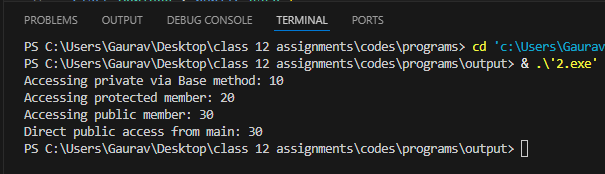 PROBLEMS OUTPUT DEBUG CONSOLE TERMINAL PORTS
PS C:\Users\Gaurav\Desktop\class 12 assignments\codes\programs> cd 'c:\Users\Gaurav
PS C:\Users\Gaurav\Desktop\class 12 assignments\codes\programs\output> & .\'2.exe'
Accessing private via Base method: 10
Accessing protected member: 20
Accessing public member: 30
Direct public access from main: 30
PS C:\Users\Gaurav\Desktop\class 12 assignments\codes\programs\output>